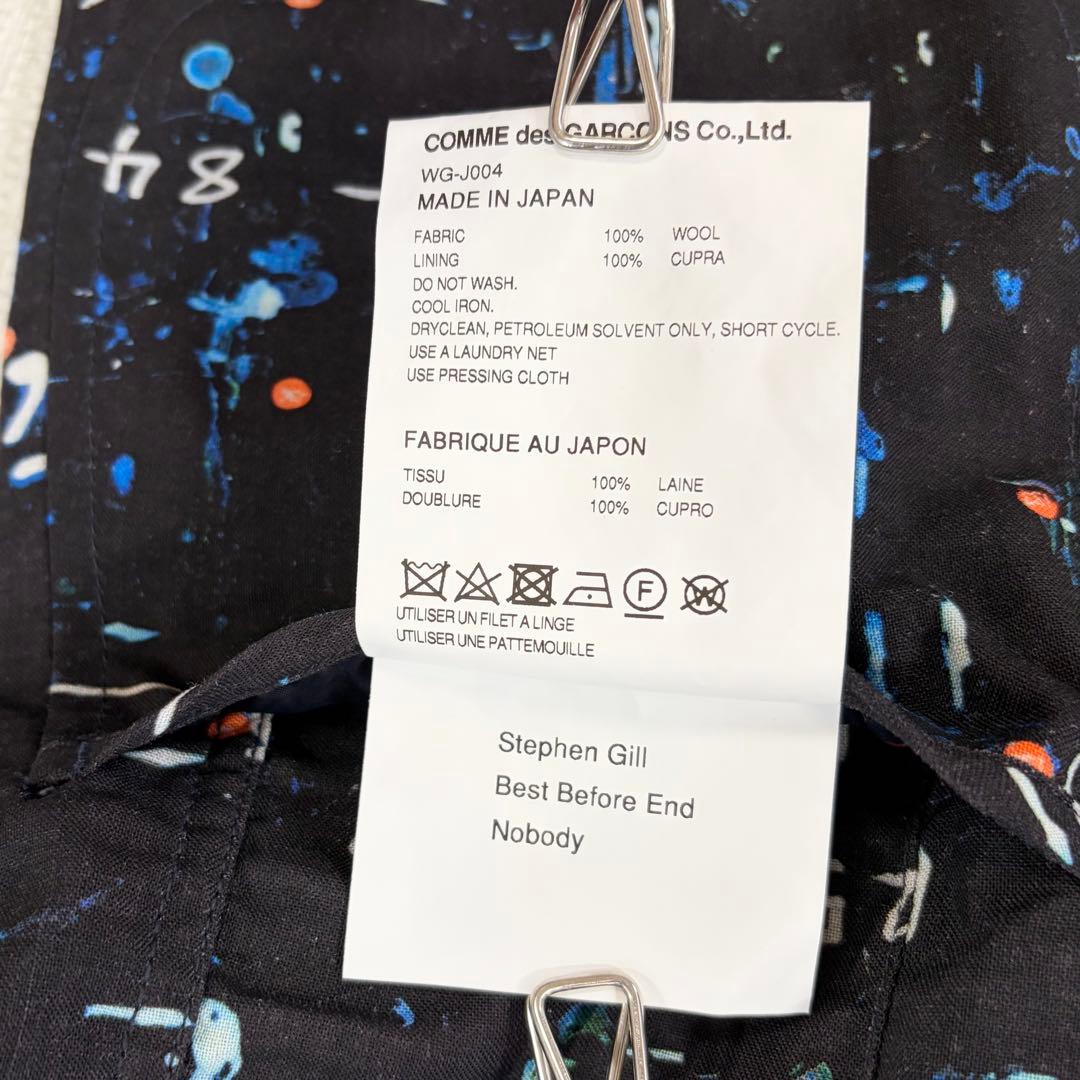 84
COMME des GARCONS Co.,Ltd.
WG-J004
MADE IN JAPAN
FABRIC 100% WOOL
LINING 100% CUPRA
DO NOT WASH.
COOL IRON.
DRYCLEAN, PETROLEUM SOLVENT ONLY, SHORT CYCLE.
USE A LAUNDRY NET
USE PRESSING CLOTH
FABRIQUE AU JAPON
TISSU 100% LAINE
DOUBLURE 100% CUPRO
F W
UTILISER UN FILET A LINGE
UTILISER UNE PATTEMOUILLE
Stephen Gill
Best Before End
Nobody